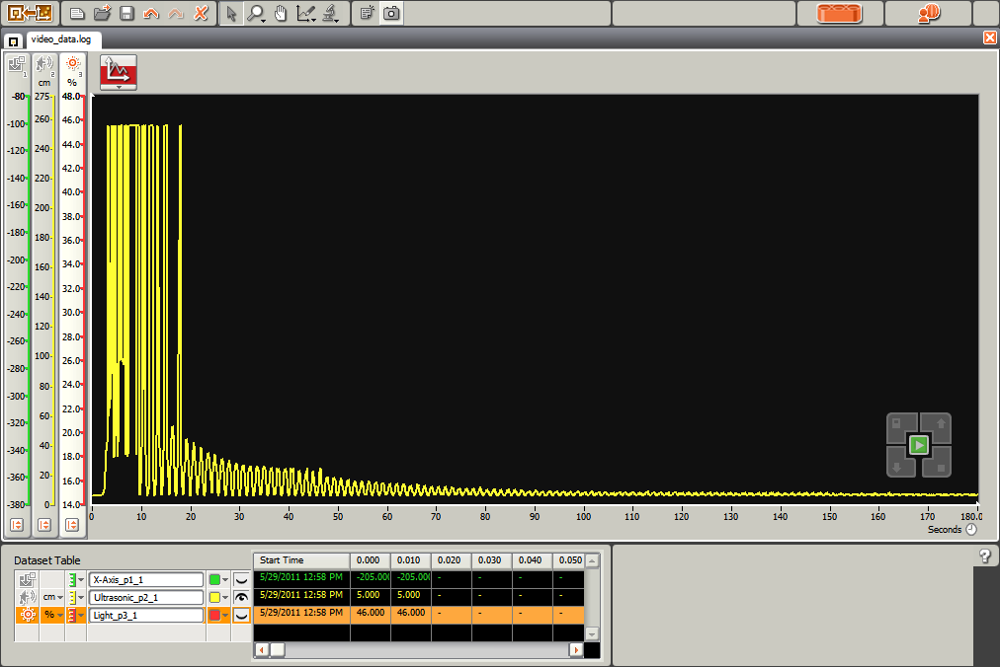 video_data.log
1 2 3
cm %
-80 275 48.0
-100 260 46.0
-120 240 44.0
-140 220 42.0
-160 200 40.0
-180 180 38.0
-200 160 36.0
-220 140 34.0
-240 120 32.0
-260 100 30.0
-280 80 28.0
-300 60 26.0
-320 40 24.0
-340 20 22.0
-360 0 20.0
-380 18.0
16.0
14.0
0 10 20 30 40 50 60 70 80 90 100 110 120 130 140 150 160 170 180.0
Seconds
Dataset Table
Start Time 0.000 0.010 0.020 0.030 0.040 0.050
X-Axis_p1_1 5/29/2011 12:58 PM -205.000 -205.000 - - - -
cm Ultrasonic_p2_1 5/29/2011 12:58 PM 5.000 5.000 - - - -
% Light_p3_1 5/29/2011 12:58 PM 46.000 46.000 - - - -